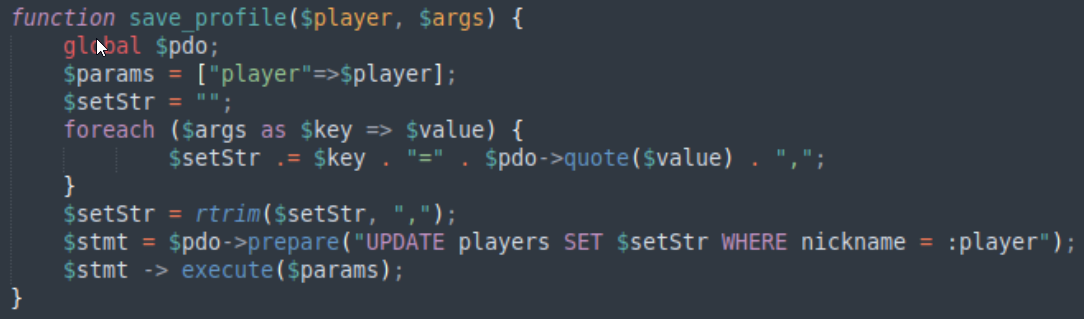 function save_profile($player, $args) {
    global $pdo;
    $params = ["player"=>$player];
    $setStr = "";
    foreach ($args as $key => $value) {
            $setStr .= $key . "=" . $pdo->quote($value) . ",";
    }
    $setStr = rtrim($setStr, ",");
    $stmt = $pdo->prepare("UPDATE players SET $setStr WHERE nickname = :player");
    $stmt -> execute($params);
}